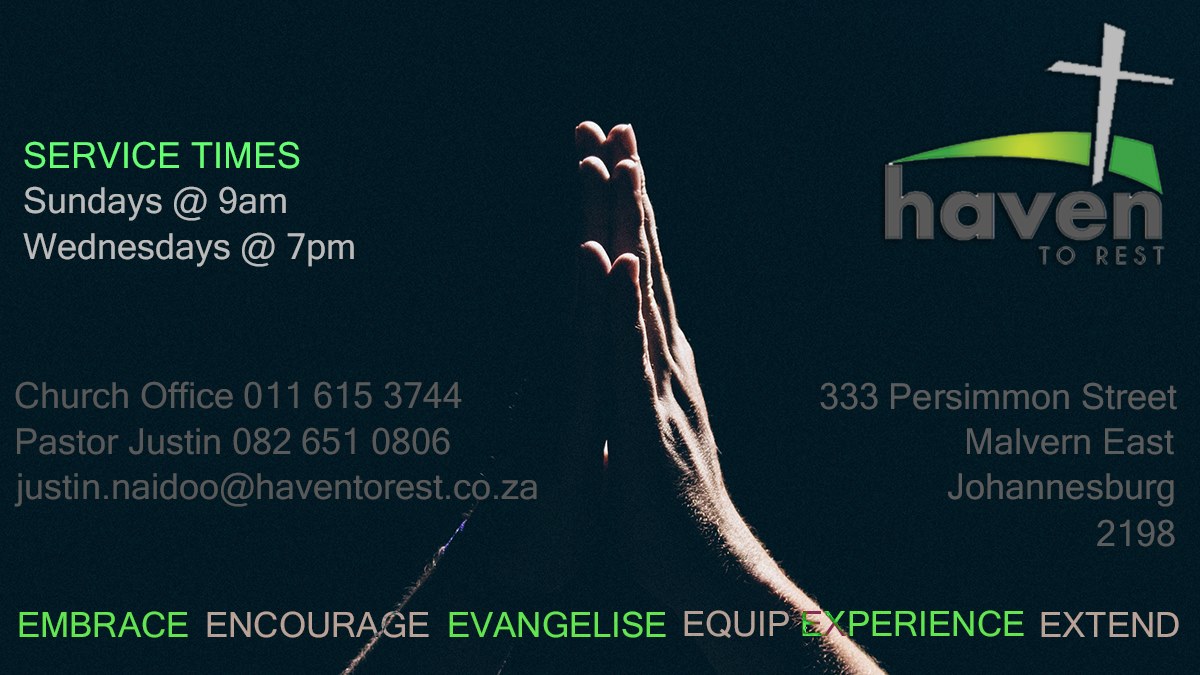 SERVICE TIMES
Sundays @ 9am
Wednesdays @ 7pm
haven
TO REST
Church Office 011 615 3744
Pastor Justin 082 651 0806
justin.naidoo@haventorest.co.za
333 Persimmon Street
Malvern East
Johannesburg
2198
EMBRACE ENCOURAGE EVANGELISE EQUIP EXPERIENCE EXTEND